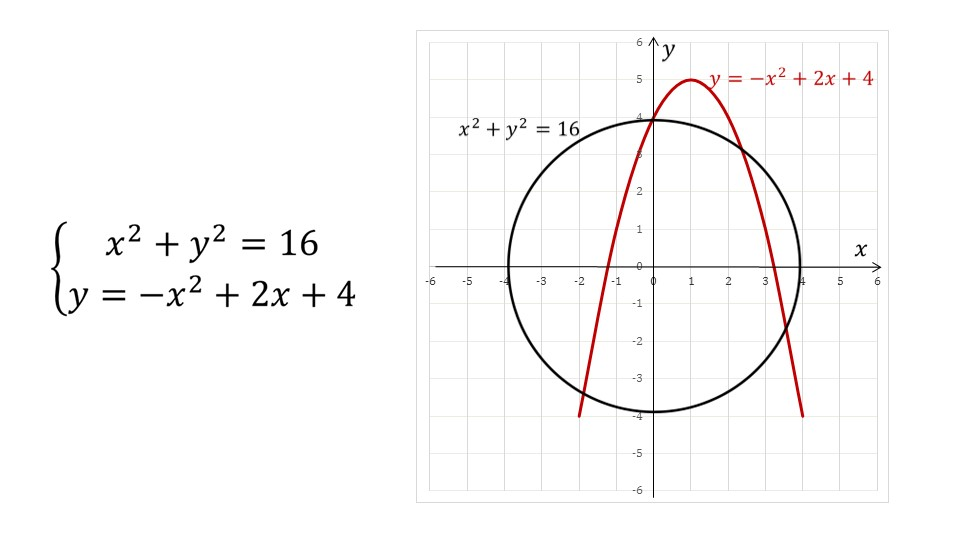 x² + y² = 16
y = −x² + 2x + 4
6
y
5
y = −x² + 2x + 4
4
x² + y² = 16
3
2
1
x
0
-6 -5 -4 -3 -2 -1 0 1 2 3 4 5 6
-1
-2
-3
-4
-5
-6